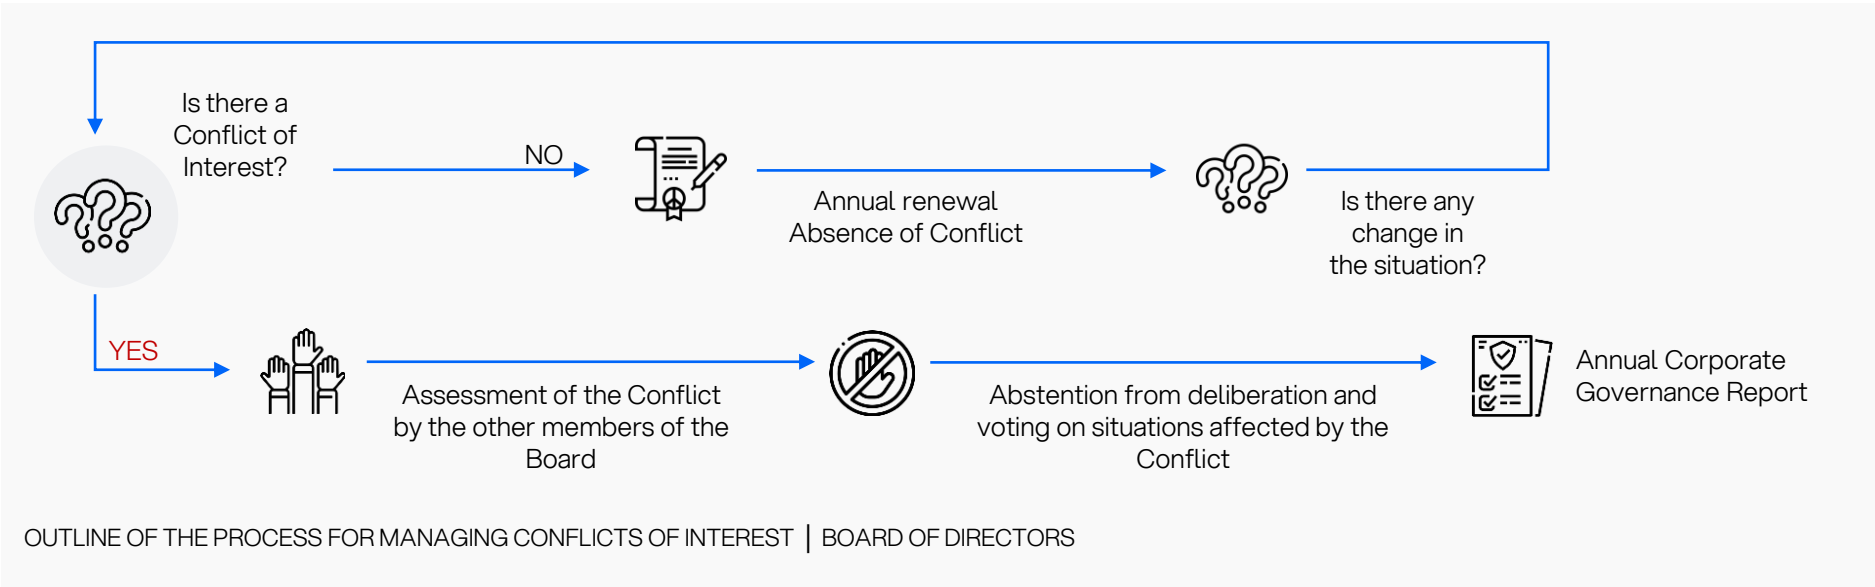 Is there a
Conflict of
Interest?
NO
Annual renewal
Absence of Conflict
Is there any
change in
the situation?
YES
Assessment of the Conflict
by the other members of the
Board
Abstention from deliberation and
voting on situations affected by the
Conflict
Annual Corporate
Governance Report
OUTLINE OF THE PROCESS FOR MANAGING CONFLICTS OF INTEREST | BOARD OF DIRECTORS